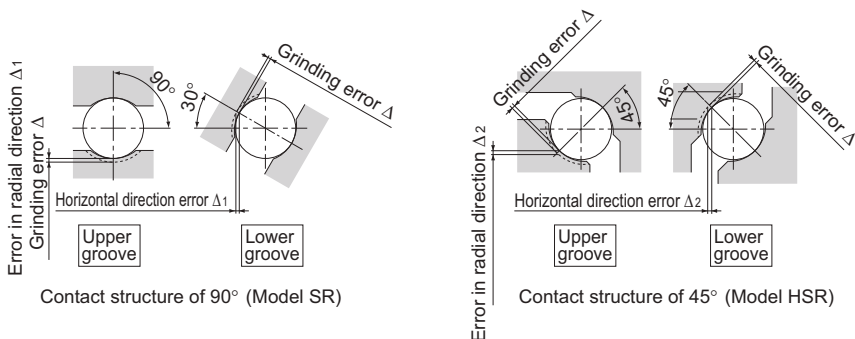 Error in radial direction Δ1
Grinding error Δ
90°
30°
Grinding error Δ
Horizontal direction error Δ1
Upper
groove
Lower
groove
Contact structure of 90° (Model SR)
Error in radial direction Δ2
Grinding error Δ
45°
45°
Grinding error Δ
Horizontal direction error Δ2
Upper
groove
Lower
groove
Contact structure of 45° (Model HSR)